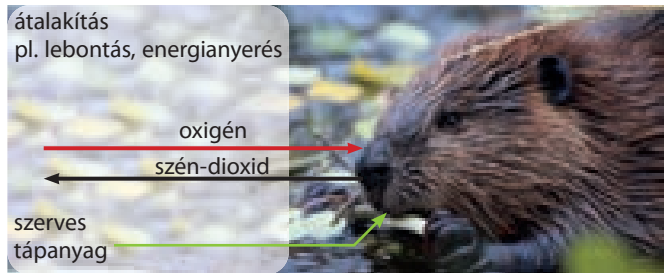 átalakítás
pl. lebontás, energianyerés
oxigén
szén-dioxid
szerves
tápanyag